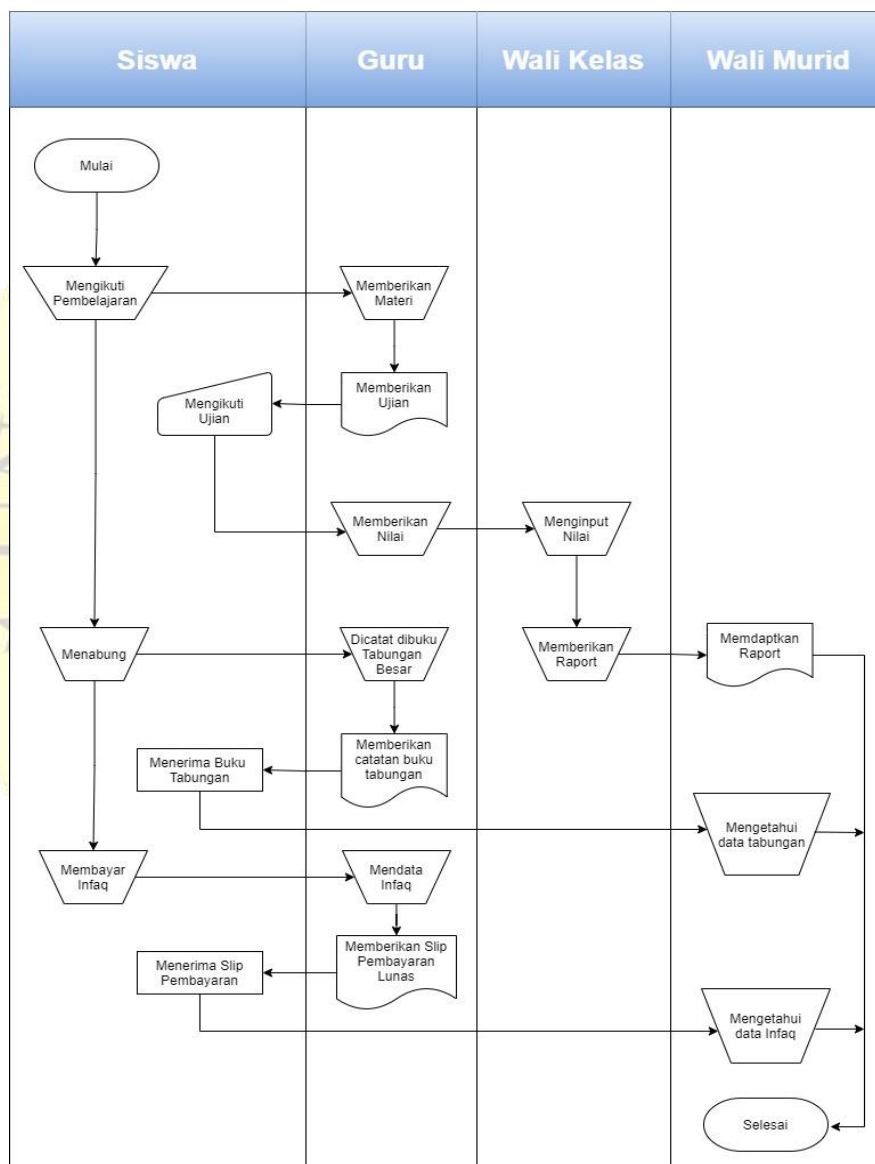 Siswa
Guru
Wali Kelas
Wali Murid
Mulai
Mengikuti
Pembelajaran
Memberikan
Materi
Mengikuti
Ujian
Memberikan
Ujian
Memberikan
Nilai
Menginput
Nilai
Menabung
Dicatat dibuku
Tabungan
Besar
Memberikan
Raport
Memdaptkan
Raport
Menerima Buku
Tabungan
Memberikan
catatan buku
tabungan
Mengetahui
data tabungan
Membayar
Infaq
Mendata
Infaq
Menerima Slip
Pembayaran
Memberikan Slip
Pembayaran
Lunas
Mengetahui
data Infaq
Selesai